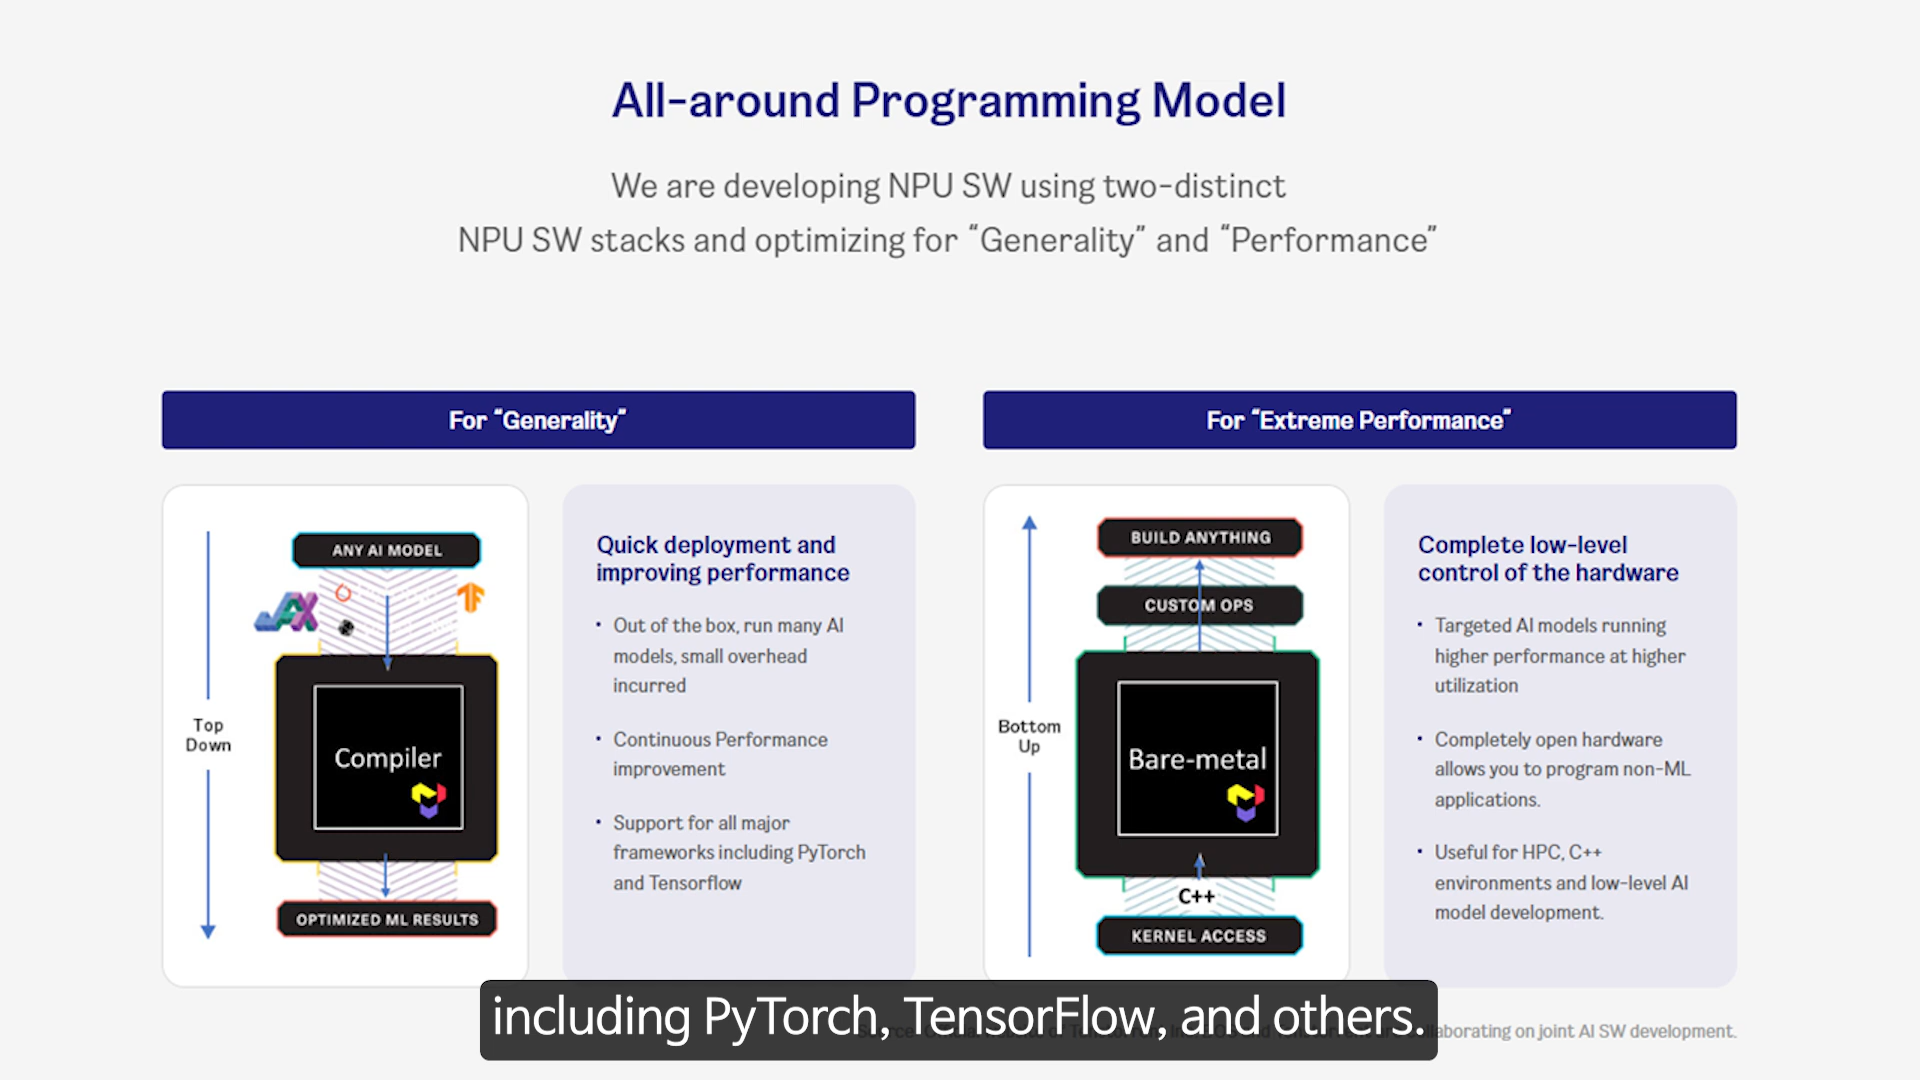 All-around Programming Model
We are developing NPU SW using two-distinct
NPU SW stacks and optimizing for “Generality” and “Performance”
For “Generality”
ANY AI MODEL
JAX
Top
Down
Compiler
OPTIMIZED ML RESULTS
Quick deployment and
improving performance
• Out of the box, run many AI
models, small overhead
incurred
• Continuous Performance
improvement
• Support for all major
frameworks including PyTorch
and Tensorflow
For “Extreme Performance”
BUILD ANYTHING
CUSTOM OPS
Bottom
Up
Bare-metal
C++
KERNEL ACCESS
Complete low-level
control of the hardware
• Targeted AI models running
higher performance at higher
utilization
• Completely open hardware
allows you to program non-ML
applications.
• Useful for HPC, C++
environments and low-level AI
model development.
including PyTorch, TensorFlow, and others.
on joint AI SW development.